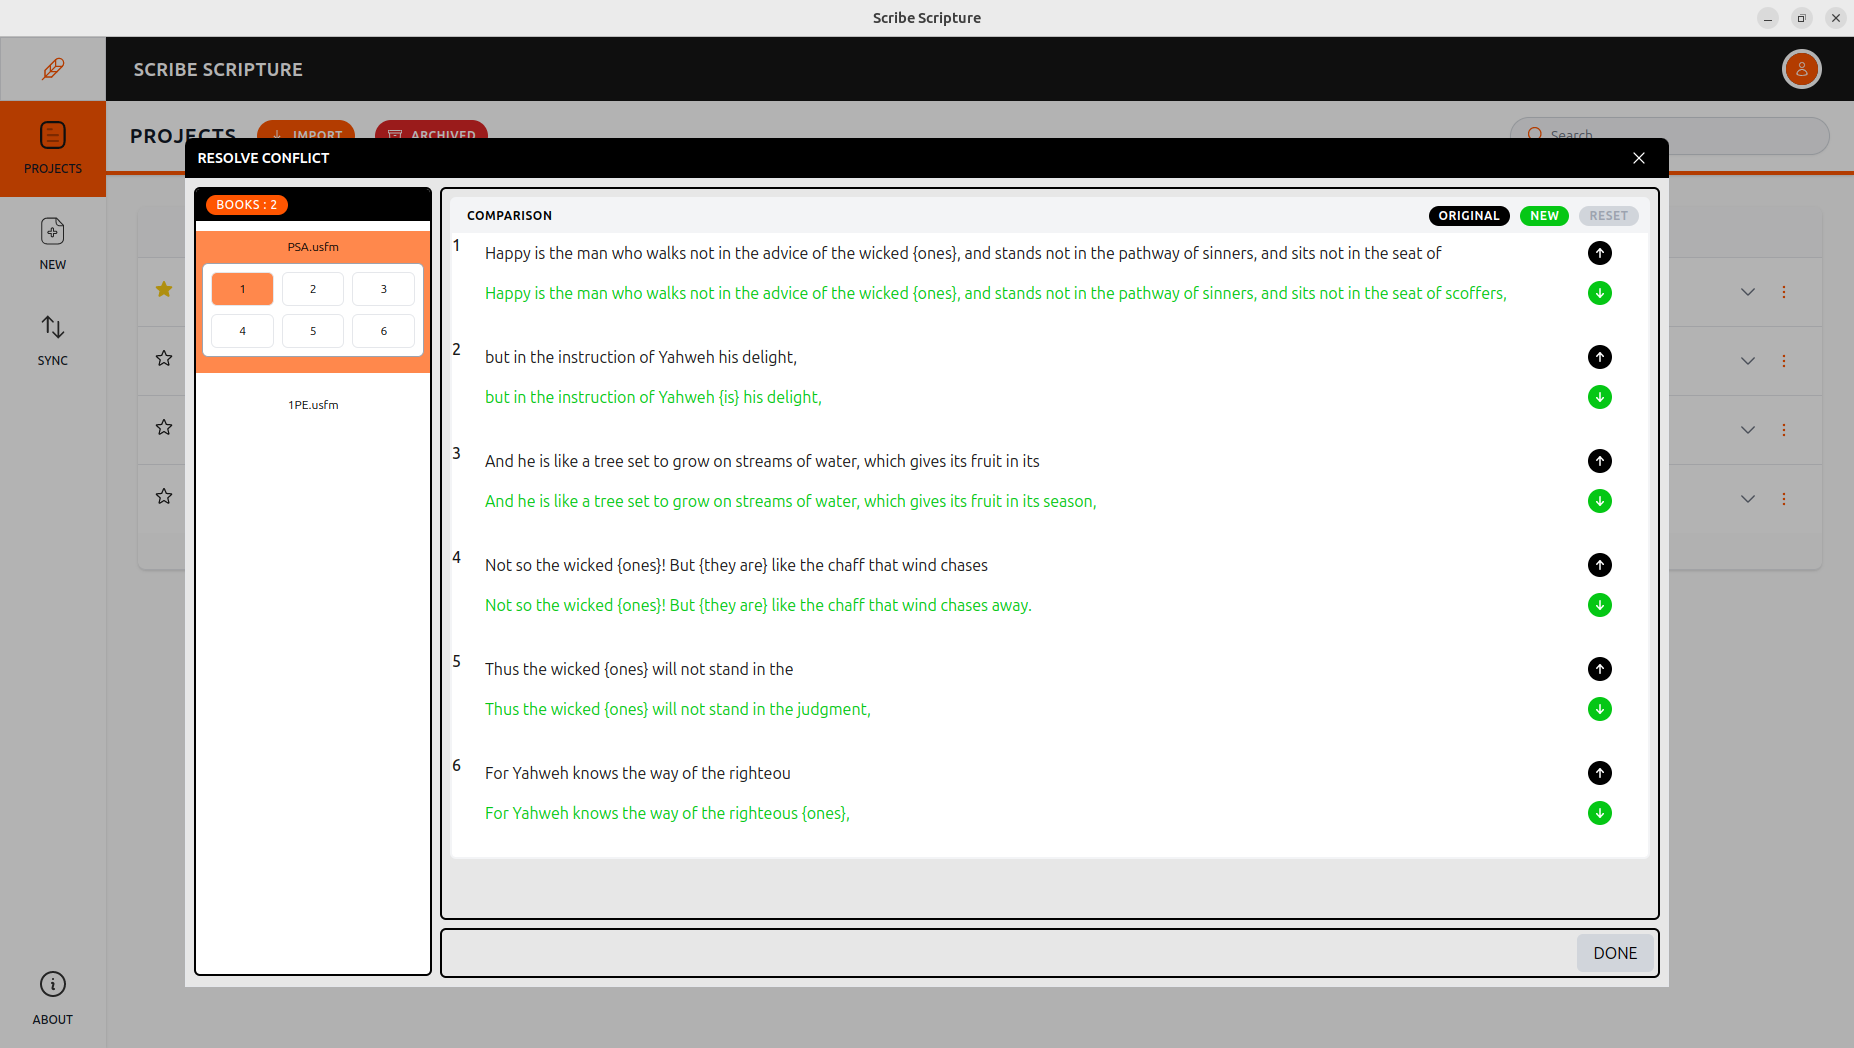 Scribe Scripture
SCRIBE SCRIPTURE
PROJECTS
IMPORT
ARCHIVED
Search
PROJECTS
NEW
SYNC
ABOUT
RESOLVE CONFLICT
BOOKS : 2
PSA.usfm
1 2 3
4 5 6
1PE.usfm
COMPARISON
ORIGINAL NEW RESET
1 Happy is the man who walks not in the advice of the wicked {ones}, and stands not in the pathway of sinners, and sits not in the seat of
Happy is the man who walks not in the advice of the wicked {ones}, and stands not in the pathway of sinners, and sits not in the seat of scoffers,
2 but in the instruction of Yahweh his delight,
but in the instruction of Yahweh {is} his delight,
3 And he is like a tree set to grow on streams of water, which gives its fruit in its
And he is like a tree set to grow on streams of water, which gives its fruit in its season,
4 Not so the wicked {ones}! But {they are} like the chaff that wind chases
Not so the wicked {ones}! But {they are} like the chaff that wind chases away.
5 Thus the wicked {ones} will not stand in the
Thus the wicked {ones} will not stand in the judgment,
6 For Yahweh knows the way of the righteou
For Yahweh knows the way of the righteous {ones},
DONE